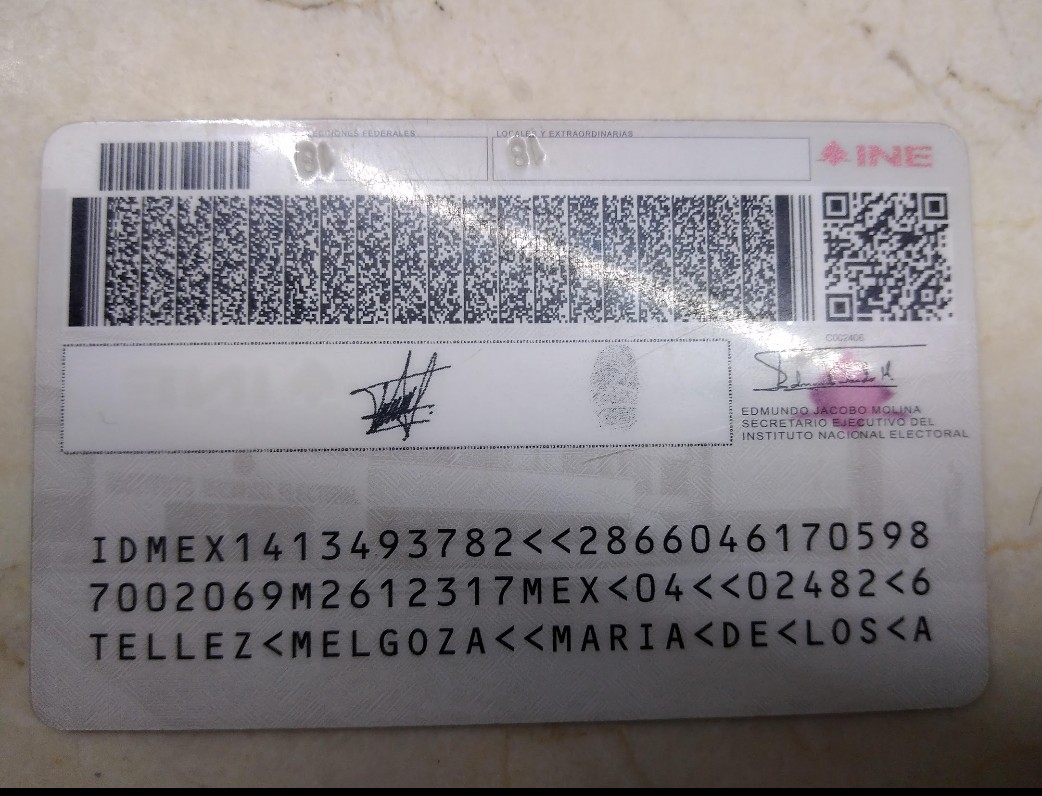 LOCALES Y EXTRAORDINARIAS
INE
18
18
EDMUNDO JACOBO MOLINA
SECRETARIO EJECUTIVO DEL
INSTITUTO NACIONAL ELECTORAL
IDMEX1413493782<<2866046170598
7002069M2612317MEX<04<<02482<6
TELLEZ<MELGOZA<<MARIA<DE<LOS<A